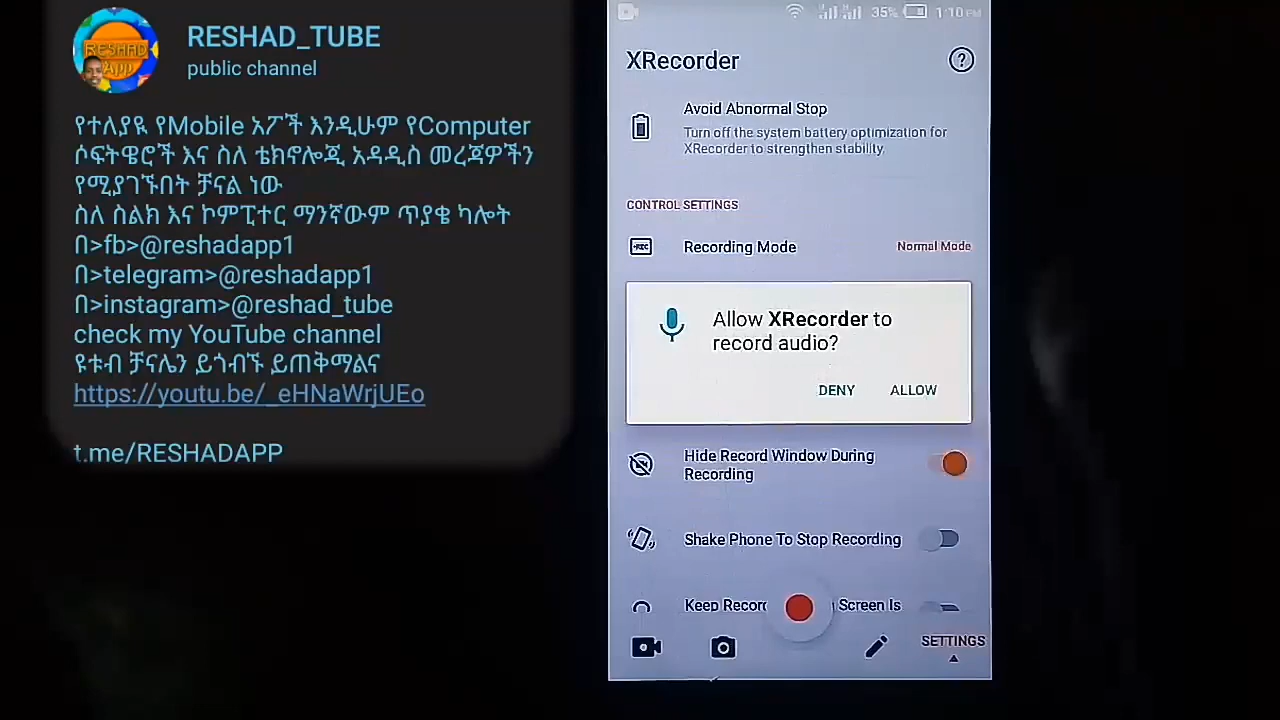 RESHAD
App
RESHAD_TUBE
public channel
የተለያዪ የMobile አፖች እንዲሁም የComputer
ሶፍትዌሮች እና ስለ ቴክኖሎጂ አዳዲስ መረጃዎችን
የሚያገኙበት ቻናል ነው
ስለ ስልክ እና ኮምፒተር ማንኛውም ጥያቄ ካሎት
በ>fb>@reshadapp1
በ>telegram>@reshadapp1
በ>instagram>@reshad_tube
check my YouTube channel
ዩቱብ ቻናሌን ይጎብኙ ይጠቅማልና
https://youtu.be/_eHNaWrjUEo
t.me/RESHADAPP
35% 1:10 PM
XRecorder
Avoid Abnormal Stop
Turn off the system battery optimization for
XRecorder to strengthen stability.
CONTROL SETTINGS
Recording Mode Normal Mode
Allow XRecorder to
record audio?
DENY ALLOW
Hide Record Window During
Recording
Shake Phone To Stop Recording
Keep Recor Screen Is
SETTINGS